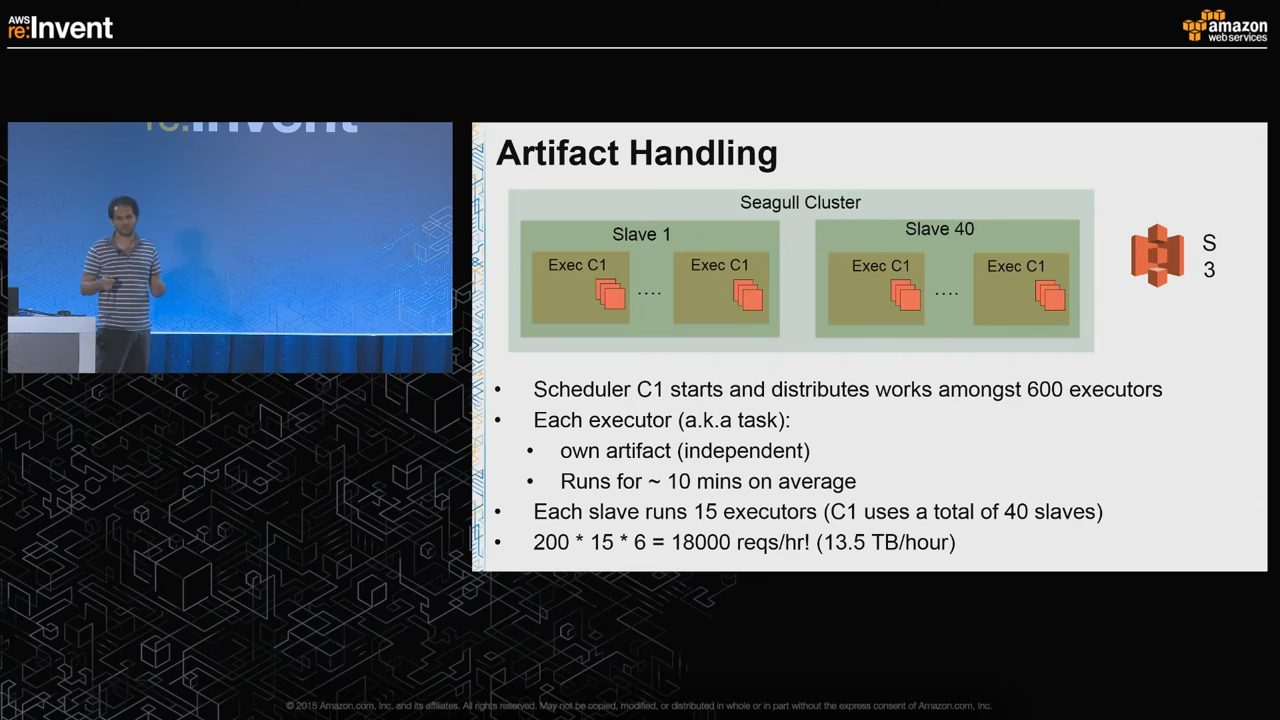 AWS
re:Invent
amazon
web services
re:Invent
Artifact Handling
Seagull Cluster
Slave 1
Slave 40
Exec C1
Exec C1
Exec C1
Exec C1
....
....
S
3
• Scheduler C1 starts and distributes works amongst 600 executors
• Each executor (a.k.a task):
• own artifact (independent)
• Runs for ~ 10 mins on average
• Each slave runs 15 executors (C1 uses a total of 40 slaves)
• 200 * 15 * 6 = 18000 reqs/hr! (13.5 TB/hour)
© 2015 Amazon.com, Inc. and its affiliates. All rights reserved. May not be copied, modified, or distributed in whole or in part without the express consent of Amazon.com, Inc.